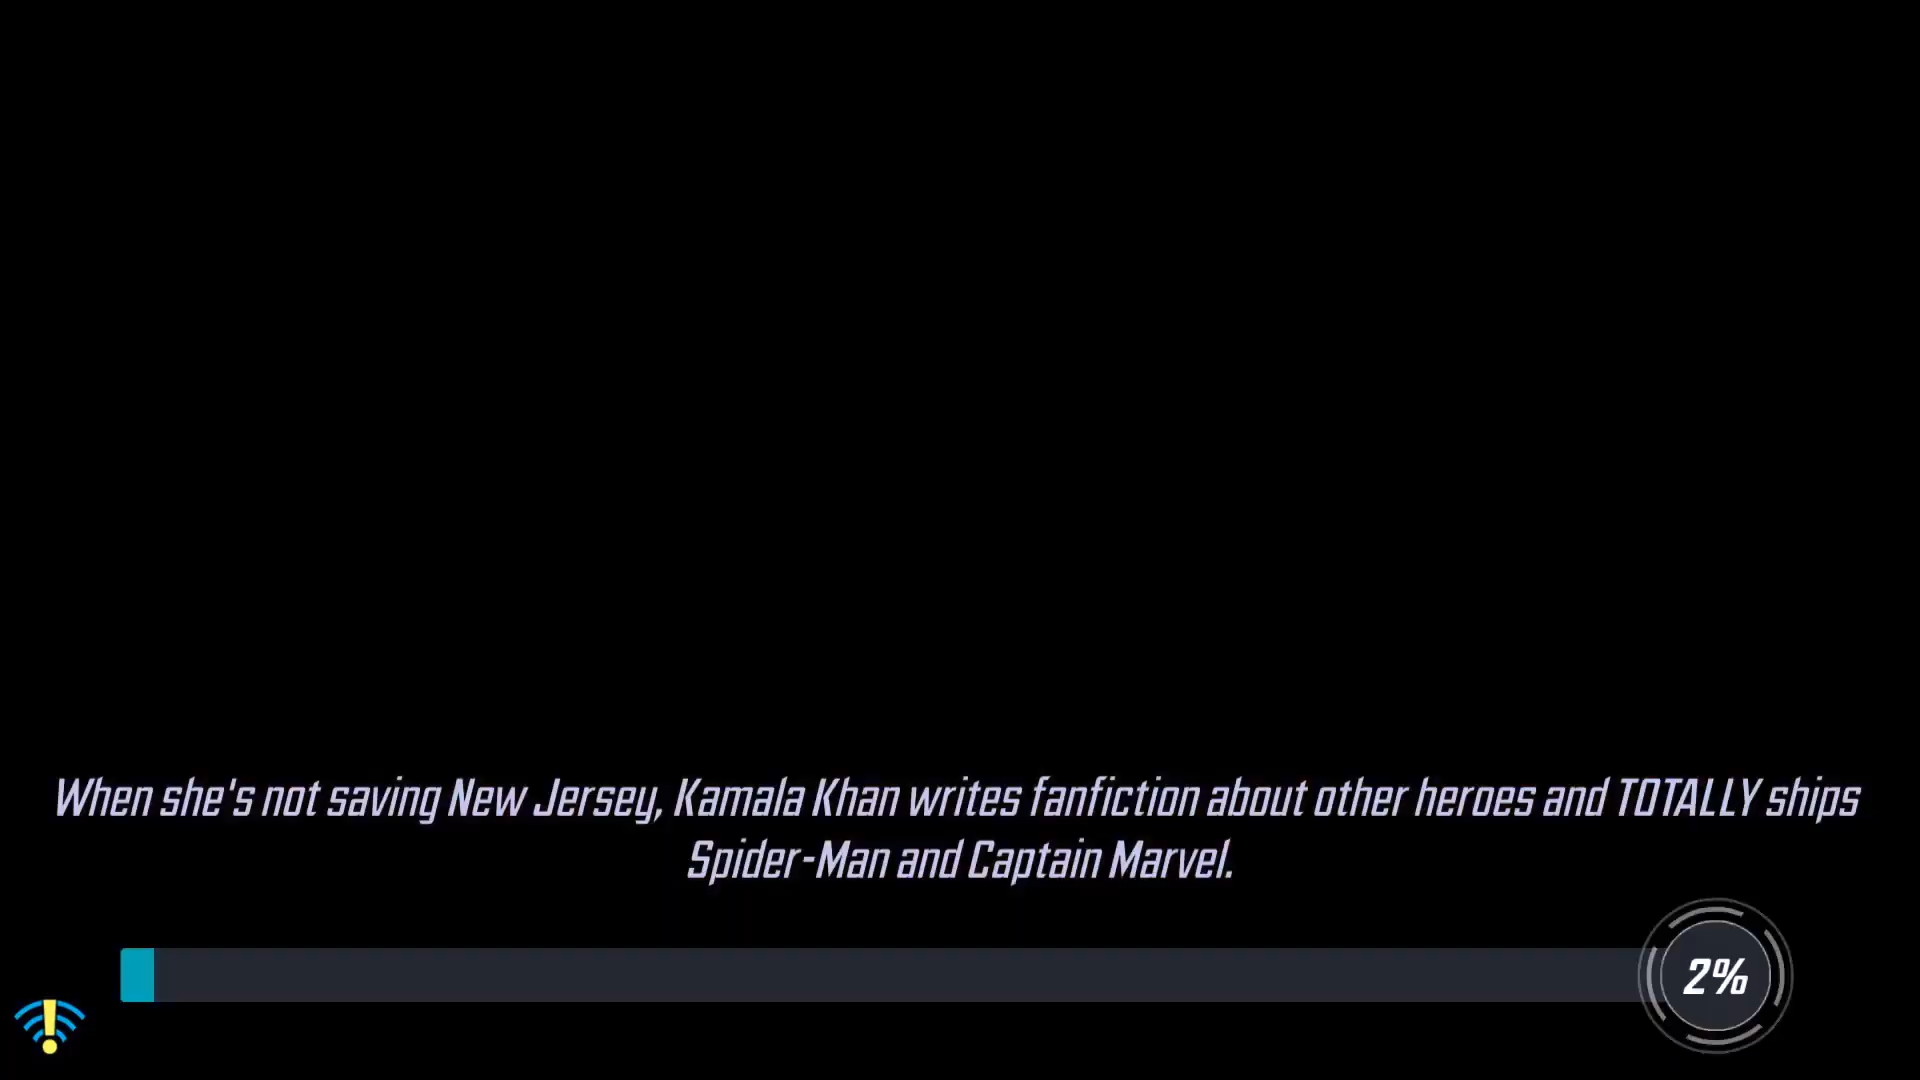 When she's not saving New Jersey, Kamala Khan writes fanfiction about other heroes and TOTALLY ships
Spider-Man and Captain Marvel.
2%